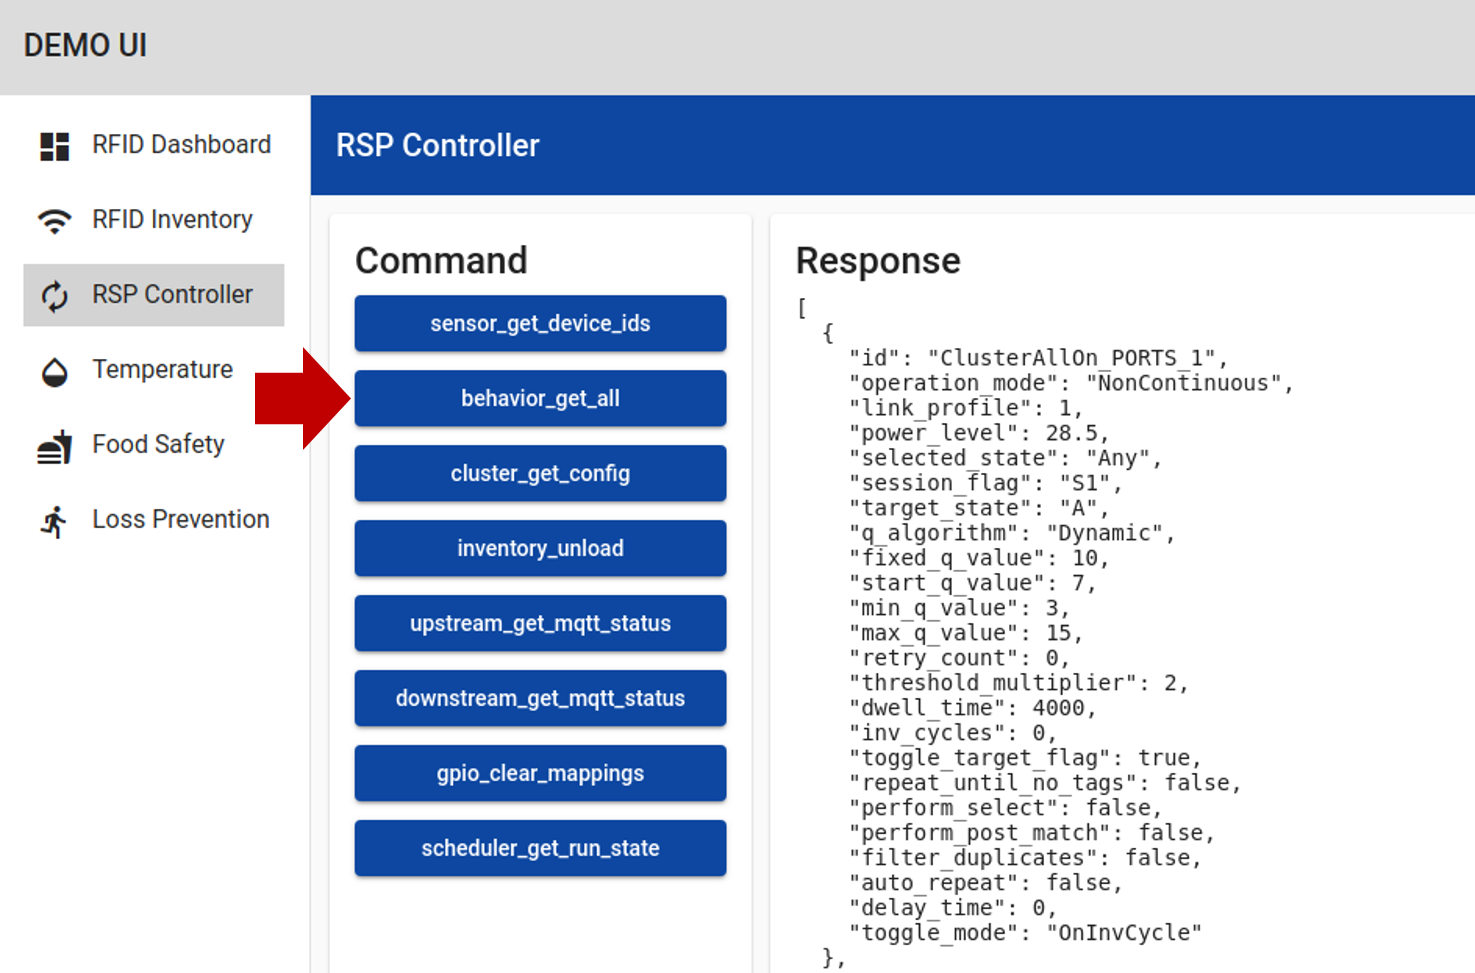 DEMO UI
RFID Dashboard
RFID Inventory
RSP Controller
Temperature
Food Safety
Loss Prevention
RSP Controller
Command
sensor_get_device_ids
behavior_get_all
cluster_get_config
inventory_unload
upstream_get_mqtt_status
downstream_get_mqtt_status
gpio_clear_mappings
scheduler_get_run_state
Response
[
  {
    "id": "ClusterAllOn_PORTS_1",
    "operation_mode": "NonContinuous",
    "link_profile": 1,
    "power_level": 28.5,
    "selected_state": "Any",
    "session_flag": "S1",
    "target_state": "A",
    "q_algorithm": "Dynamic",
    "fixed_q_value": 10,
    "start_q_value": 7,
    "min_q_value": 3,
    "max_q_value": 15,
    "retry_count": 0,
    "threshold_multiplier": 2,
    "dwell_time": 4000,
    "inv_cycles": 0,
    "toggle_target_flag": true,
    "repeat_until_no_tags": false,
    "perform_select": false,
    "perform_post_match": false,
    "filter_duplicates": false,
    "auto_repeat": false,
    "delay_time": 0,
    "toggle_mode": "OnInvCycle"
  },